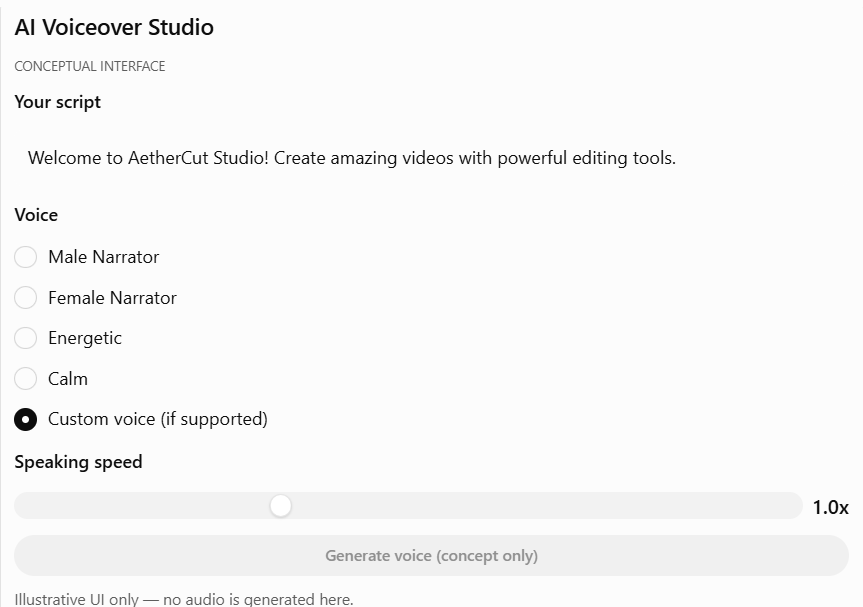 AI Voiceover Studio
CONCEPTUAL INTERFACE
Your script
Welcome to AetherCut Studio! Create amazing videos with powerful editing tools.
Voice
Male Narrator
Female Narrator
Energetic
Calm
Custom voice (if supported)
Speaking speed
1.0x
Generate voice (concept only)
Illustrative UI only — no audio is generated here.